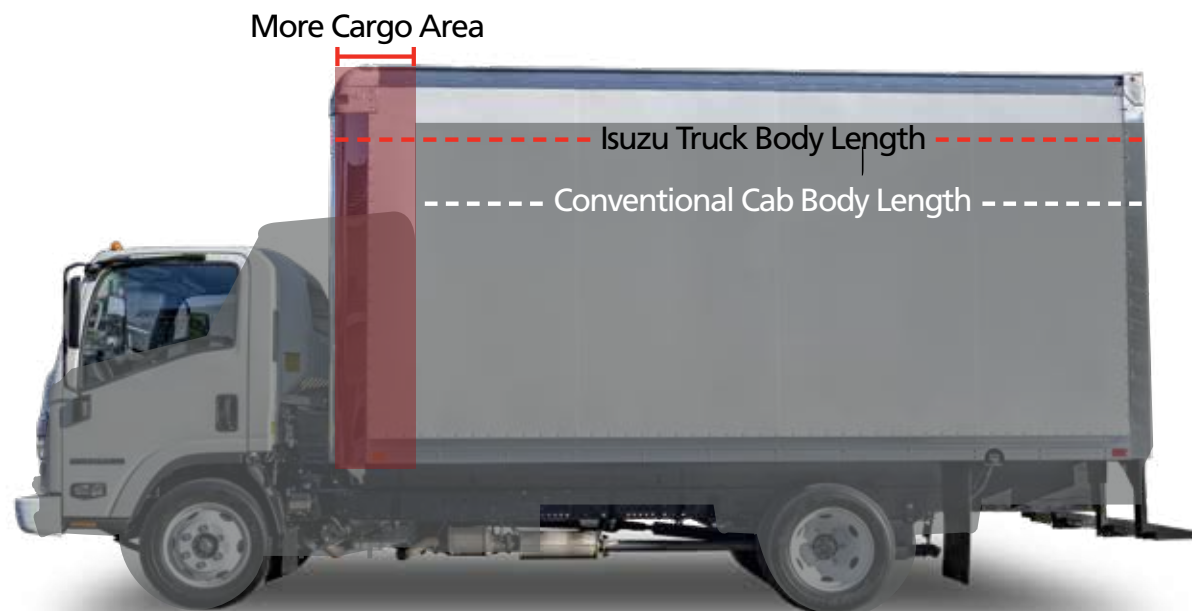 More Cargo Area
Isuzu Truck Body Length
Conventional Cab Body Length